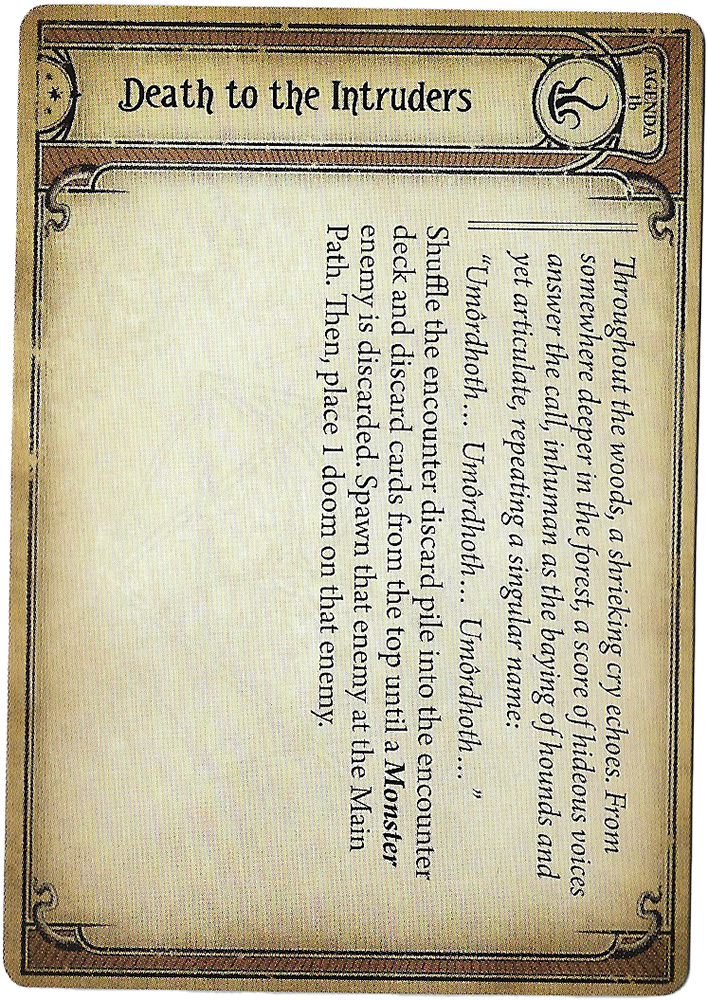 Death to the Intruders
AGENDA
1b
Throughout the woods, a shrieking cry echoes. From
somewhere deeper in the forest, a score of hideous voices
answer the call, inhuman as the baying of hounds and
yet articulate, repeating a singular name:
“Umôrdhoth… Umôrdhoth… Umôrdhoth…”
Shuffle the encounter discard pile into the encounter
deck and discard cards from the top until a Monster
enemy is discarded. Spawn that enemy at the Main
Path. Then, place 1 doom on that enemy.